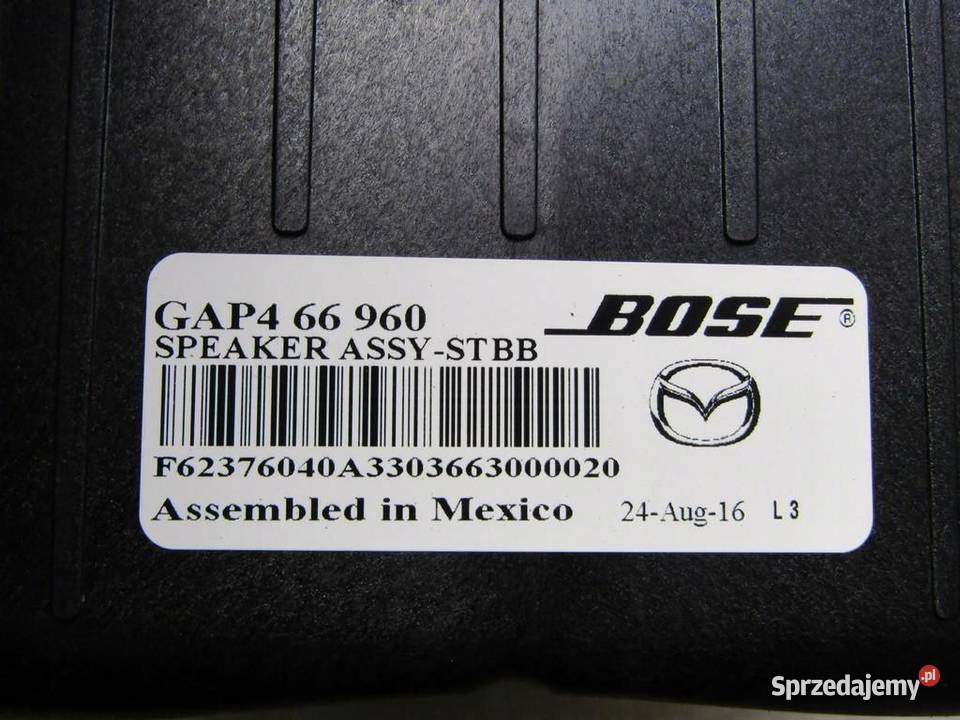 GAP4 66 960
BOSE®
SPEAKER ASSY-STBB
F62376040A3303663000020
Assembled in Mexico 24-Aug-16 L3
Sprzedajemy.pl